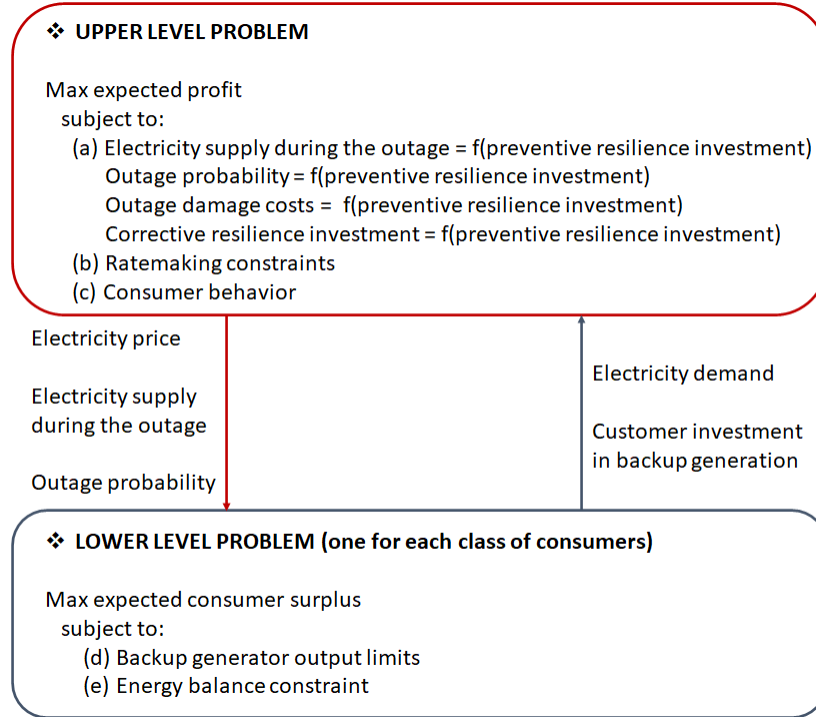 ❖ UPPER LEVEL PROBLEM
Max expected profit
subject to:
(a) Electricity supply during the outage = f(preventive resilience investment)
Outage probability = f(preventive resilience investment)
Outage damage costs = f(preventive resilience investment)
Corrective resilience investment = f(preventive resilience investment)
(b) Ratemaking constraints
(c) Consumer behavior
Electricity price
Electricity supply
during the outage
Outage probability
Electricity demand
Customer investment
in backup generation
❖ LOWER LEVEL PROBLEM (one for each class of consumers)
Max expected consumer surplus
subject to:
(d) Backup generator output limits
(e) Energy balance constraint